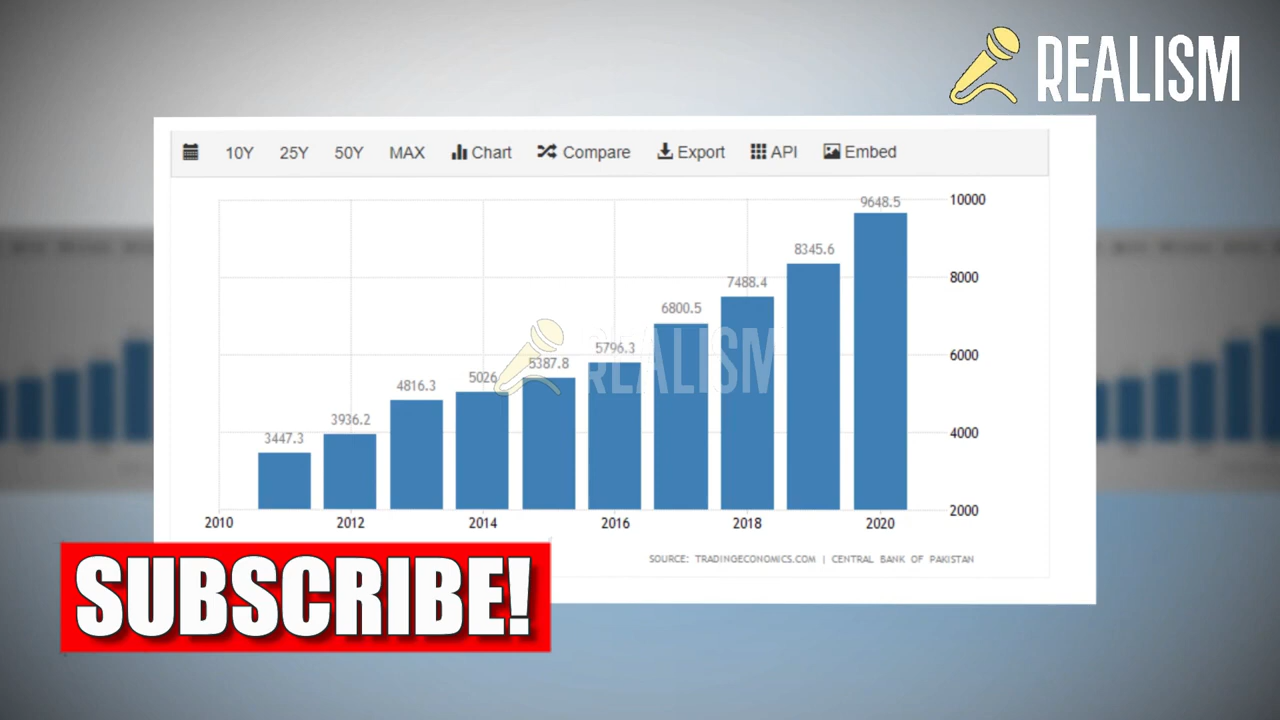 REALISM
10Y 25Y 50Y MAX Chart Compare Export API Embed
10000
9648.5
8345.6
8000
7488.4
6800.5
REALISM
6000
5796.3
5387.8
5026
4816.3
4000
3936.2
3447.3
2000
2010 2012 2014 2016 2018 2020
SOURCE: TRADINGECONOMICS.COM | CENTRAL BANK OF PAKISTAN
SUBSCRIBE!